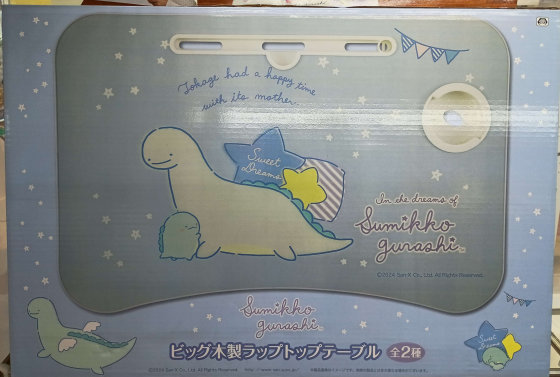 Tokage had a happy time
with its mother.
Sweet
Dreams
In the dreams of
Sumikko
gurashi™
©2024 San-X Co., Ltd. All Rights Reserved.
Sumikko
gurashi™
ビッグ木製ラップトップテーブル 全2種
©2024 San-X Co., Ltd. All Rights Reserved.